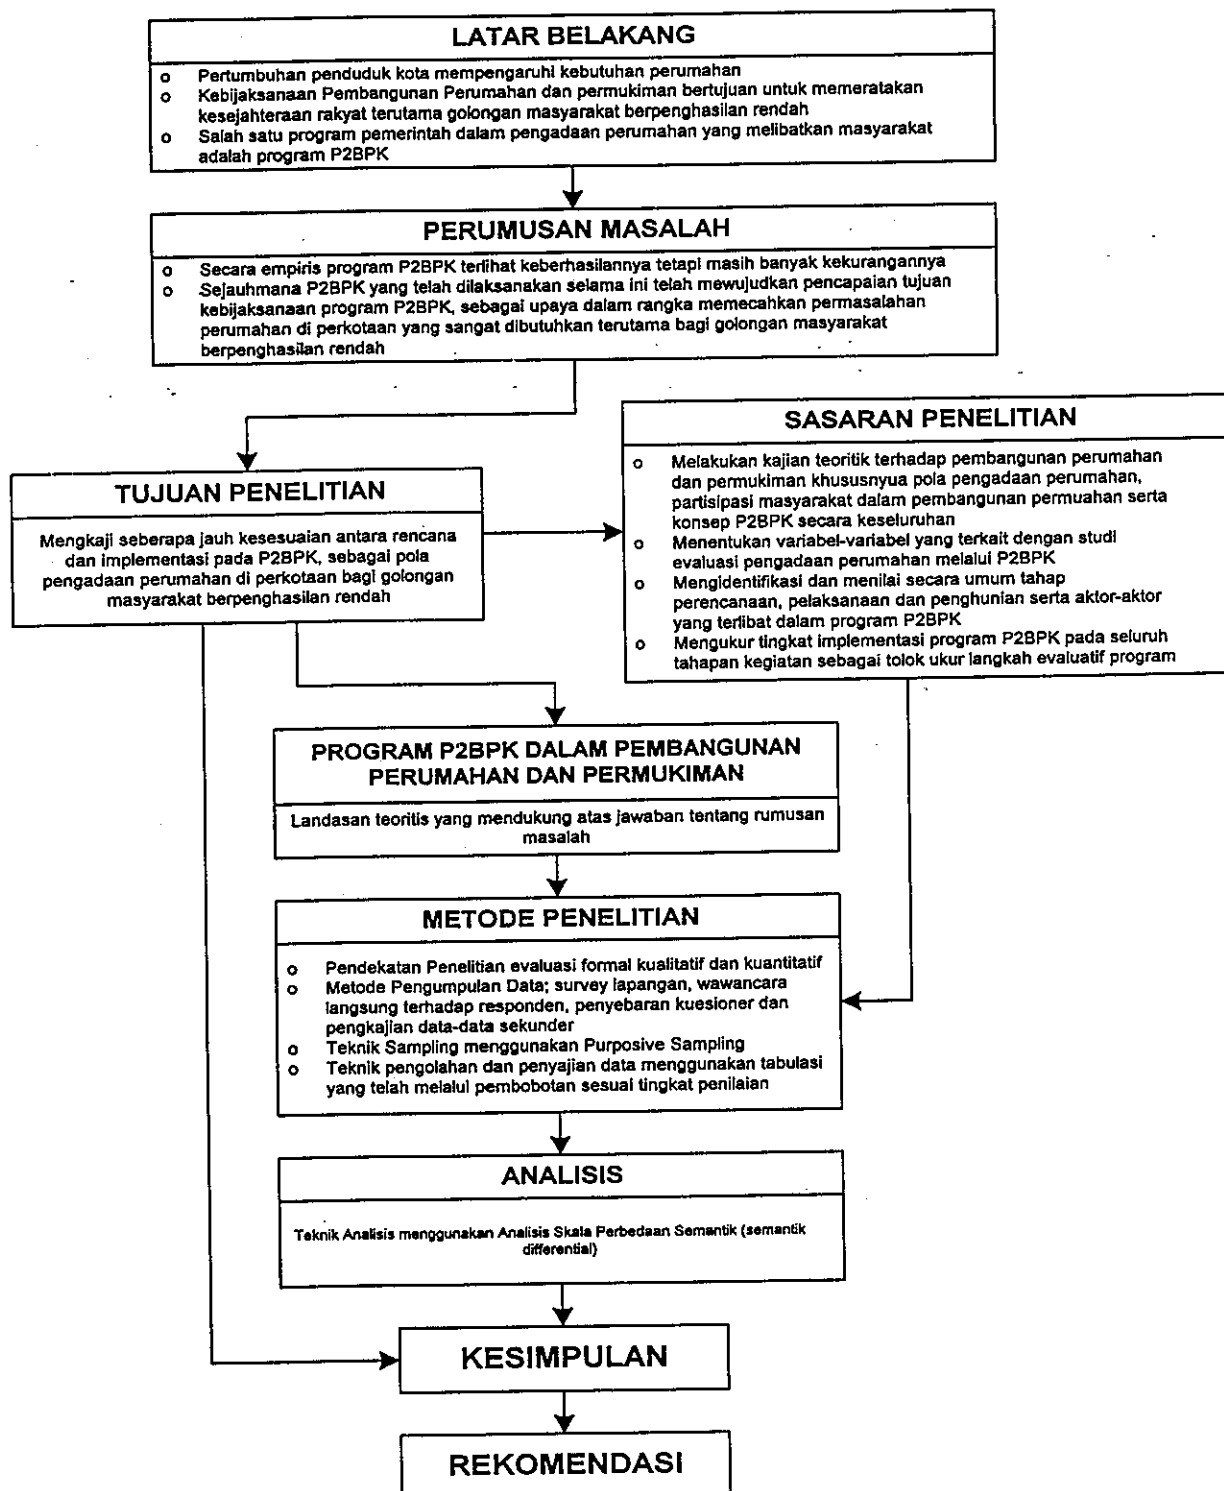 LATAR BELAKANG
o Pertumbuhan penduduk kota mempengaruhi kebutuhan perumahan
o Kebijaksanaan Pembangunan Perumahan dan permukiman bertujuan untuk memeratakan
kesejahteraan rakyat terutama golongan masyarakat berpenghasilan rendah
o Salah satu program pemerintah dalam pengadaan perumahan yang melibatkan masyarakat
adalah program P2BPK
PERUMUSAN MASALAH
o Secara empiris program P2BPK terlihat keberhasilannya tetapi masih banyak kekurangannya
o Sejauhmana P2BPK yang telah dilaksanakan selama ini telah mewujudkan pencapaian tujuan
kebijaksanaan program P2BPK, sebagai upaya dalam rangka memecahkan permasalahan
perumahan di perkotaan yang sangat dibutuhkan terutama bagi golongan masyarakat
berpenghasilan rendah
TUJUAN PENELITIAN
Mengkaji seberapa jauh kesesuaian antara rencana
dan implementasi pada P2BPK, sebagai pola
pengadaan perumahan di perkotaan bagi golongan
masyarakat berpenghasilan rendah
SASARAN PENELITIAN
o Melakukan kajian teoritik terhadap pembangunan perumahan
dan permukiman khususnyua pola pengadaan perumahan,
partisipasi masyarakat dalam pembangunan permuahan serta
konsep P2BPK secara keseluruhan
o Menentukan variabel-variabel yang terkait dengan studi
evaluasi pengadaan perumahan melalui P2BPK
o Mengidentifikasi dan menilai secara umum tahap
perencanaan, pelaksanaan dan penghunian serta aktor-aktor
yang terlibat dalam program P2BPK
o Mengukur tingkat implementasi program P2BPK pada seluruh
tahapan kegiatan sebagai tolok ukur langkah evaluatif program
PROGRAM P2BPK DALAM PEMBANGUNAN
PERUMAHAN DAN PERMUKIMAN
Landasan teoritis yang mendukung atas jawaban tentang rumusan
masalah
METODE PENELITIAN
o Pendekatan Penelitian evaluasi formal kualitatif dan kuantitatif
o Metode Pengumpulan Data; survey lapangan, wawancara
langsung terhadap responden, penyebaran kuesioner dan
pengkajian data-data sekunder
o Teknik Sampling menggunakan Purposive Sampling
o Teknik pengolahan dan penyajian data menggunakan tabulasi
yang telah melalui pembobotan sesuai tingkat penilaian
ANALISIS
Teknik Analisis menggunakan Analisis Skala Perbedaan Semantik (semantik
differential)
KESIMPULAN
REKOMENDASI